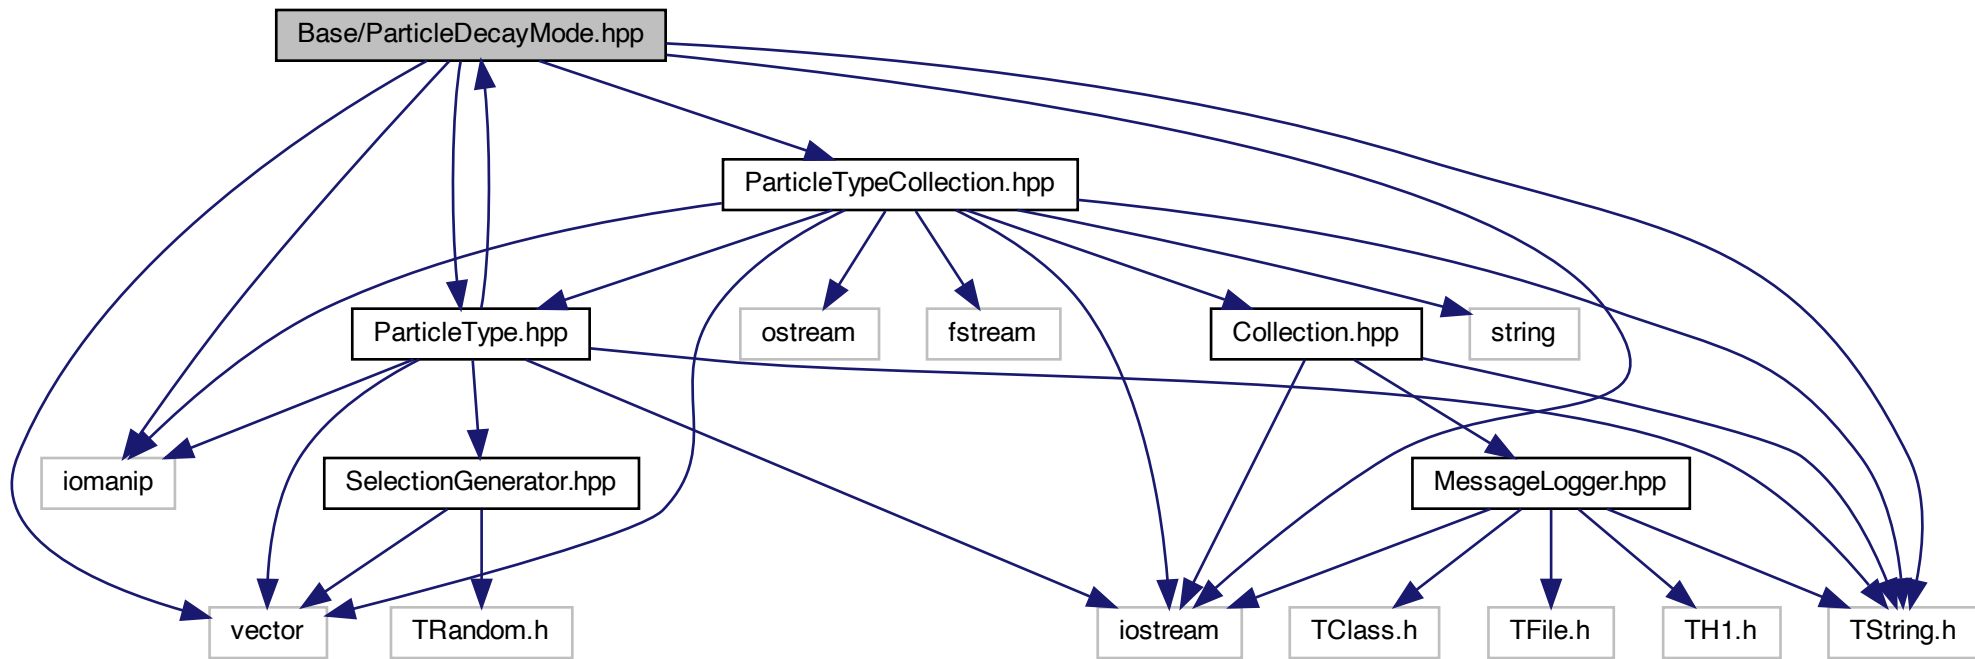 Base/ParticleDecayMode.hpp
ParticleTypeCollection.hpp
ParticleType.hpp
ostream
fstream
Collection.hpp
string
iomanip
SelectionGenerator.hpp
MessageLogger.hpp
vector
TRandom.h
iostream
TClass.h
TFile.h
TH1.h
TString.h